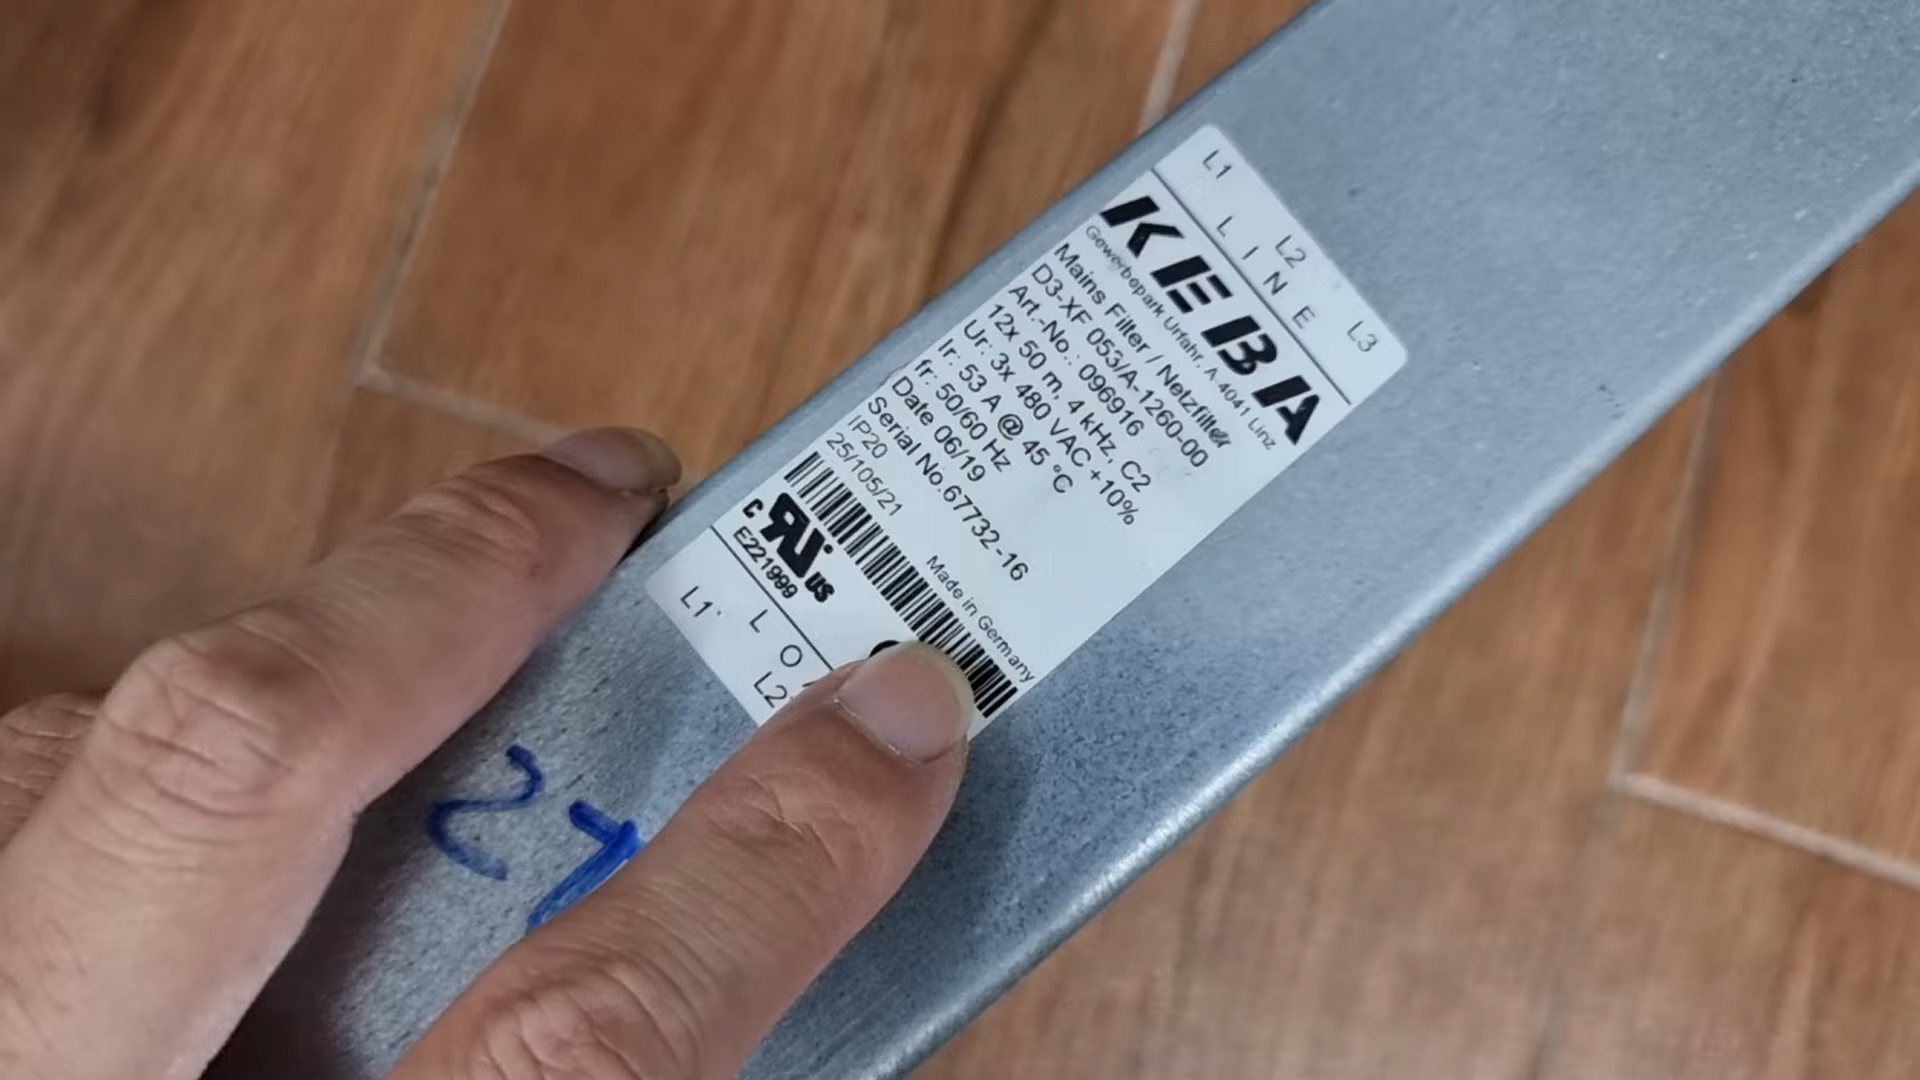 L1 L2 L3
LINE
KEBA
Gewerbepark Urfahr, A-4041 Linz
Mains Filter / Netzfilter
D3-XF 053/A-1260-00
Art.-No.: 096916
12x 50 m, 4 kHz, C2
Ur: 3x 480 VAC +10%
Ir: 53 A @ 45 °C
fr: 50/60 Hz
Date 06/19
Serial No.67732-16
IP20
25/105/21
Made in Germany
c RU us
E221999
L O
L1' L2'
27